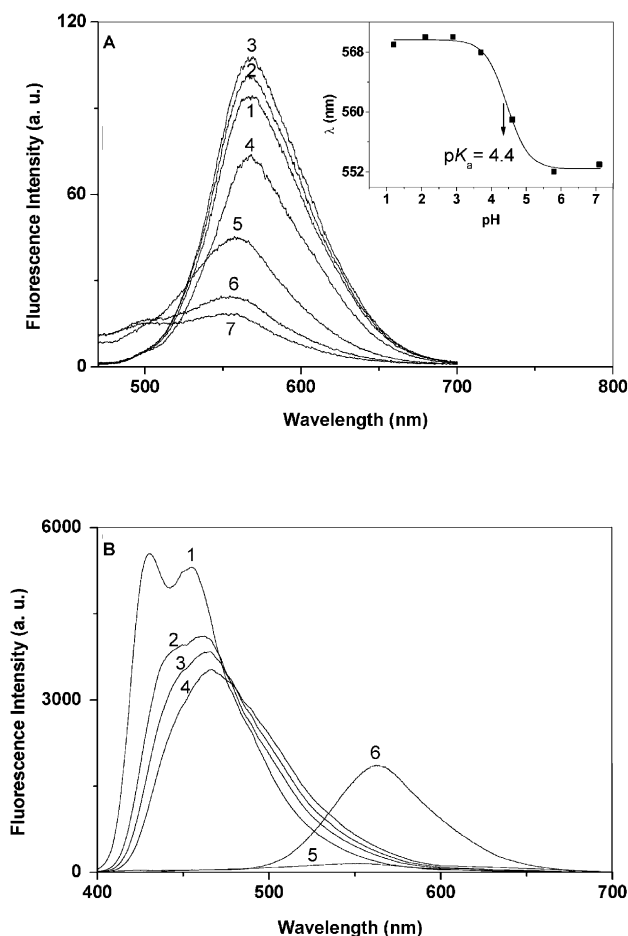 A
120
60
0
Fluorescence Intensity (a. u.)
3
2
1
4
5
6
7
500 600 700 800
Wavelength (nm)
568
560
552
λ (nm)
pKa = 4.4
1 2 3 4 5 6 7
pH
B
6000
3000
0
Fluorescence Intensity (a. u.)
1
2
3
4
6
5
400 500 600 700
Wavelength (nm)